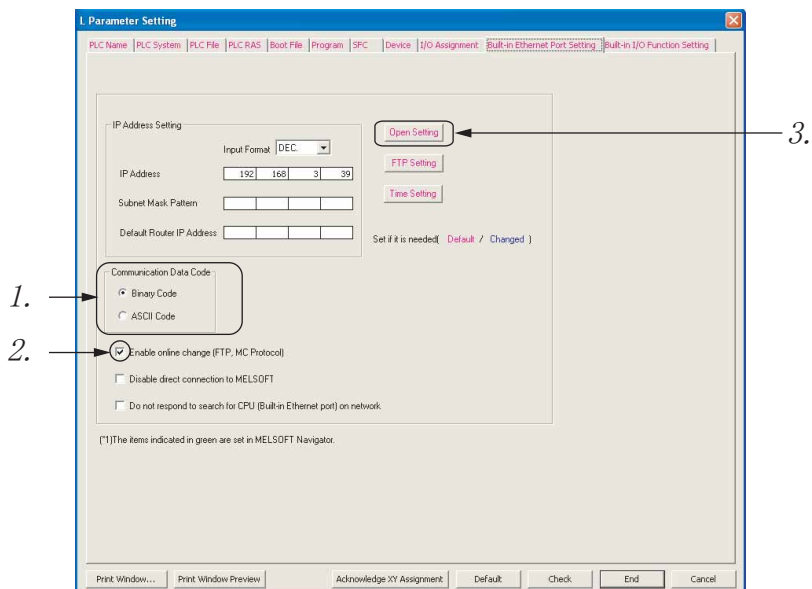 L Parameter Setting
PLC Name PLC System PLC File PLC RAS Boot File Program SFC Device I/O Assignment Built-in Ethernet Port Setting Built-in I/O Function Setting
IP Address Setting
Input Format DEC.
IP Address 192 168 3 39
Subnet Mask Pattern
Default Router IP Address
Open Setting
FTP Setting
Time Setting
Set if it is needed( Default / Changed )
3.
Communication Data Code
Binary Code
ASCII Code
1.
2.
Enable online change (FTP, MC Protocol)
Disable direct connection to MELSOFT
Do not respond to search for CPU (Built-in Ethernet port) on network
(*1)The items indicated in green are set in MELSOFT Navigator.
Print Window... Print Window Preview Acknowledge XY Assignment Default Check End Cancel